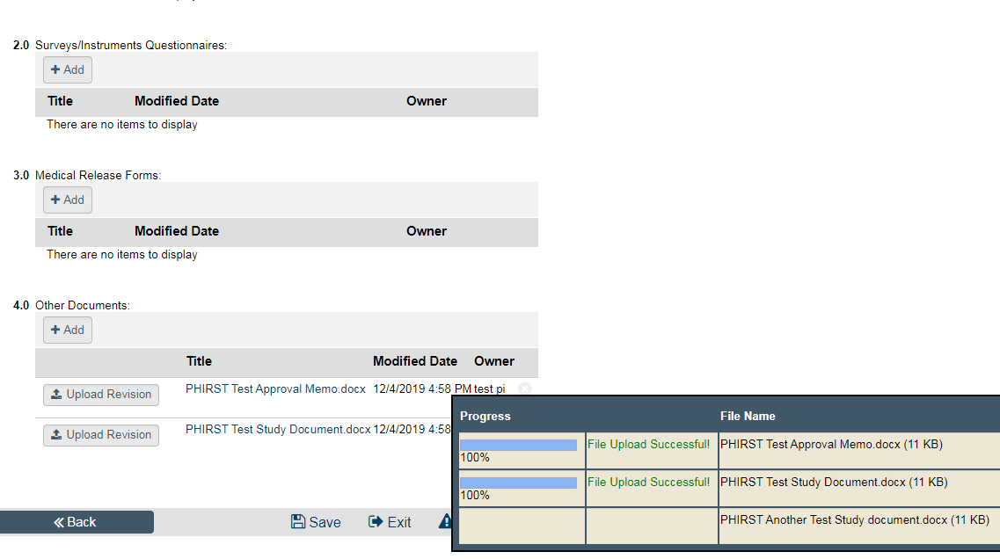 2.0 Surveys/Instruments Questionnaires:
+ Add
Title Modified Date Owner
There are no items to display
3.0 Medical Release Forms:
+ Add
Title Modified Date Owner
There are no items to display
4.0 Other Documents:
+ Add
Title Modified Date Owner
Upload Revision PHIRST Test Approval Memo.docx 12/4/2019 4:58 PM test pi
Upload Revision PHIRST Test Study Document.docx 12/4/2019 4:58
Progress File Name
File Upload Successful! PHIRST Test Approval Memo.docx (11 KB)
100%
File Upload Successful! PHIRST Test Study Document.docx (11 KB)
100%
PHIRST Another Test Study document.docx (11 KB)
Back Save Exit